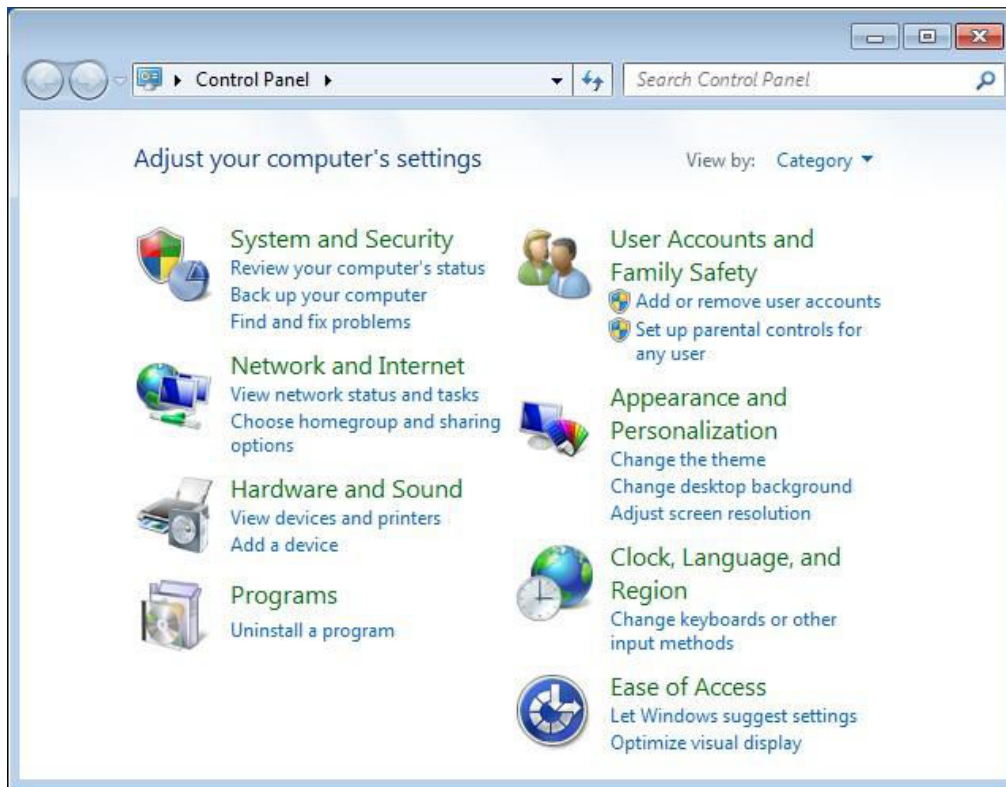 Control Panel
Search Control Panel
Adjust your computer's settings
View by: Category
System and Security
Review your computer's status
Back up your computer
Find and fix problems
Network and Internet
View network status and tasks
Choose homegroup and sharing
options
Hardware and Sound
View devices and printers
Add a device
Programs
Uninstall a program
User Accounts and
Family Safety
Add or remove user accounts
Set up parental controls for
any user
Appearance and
Personalization
Change the theme
Change desktop background
Adjust screen resolution
Clock, Language, and
Region
Change keyboards or other
input methods
Ease of Access
Let Windows suggest settings
Optimize visual display